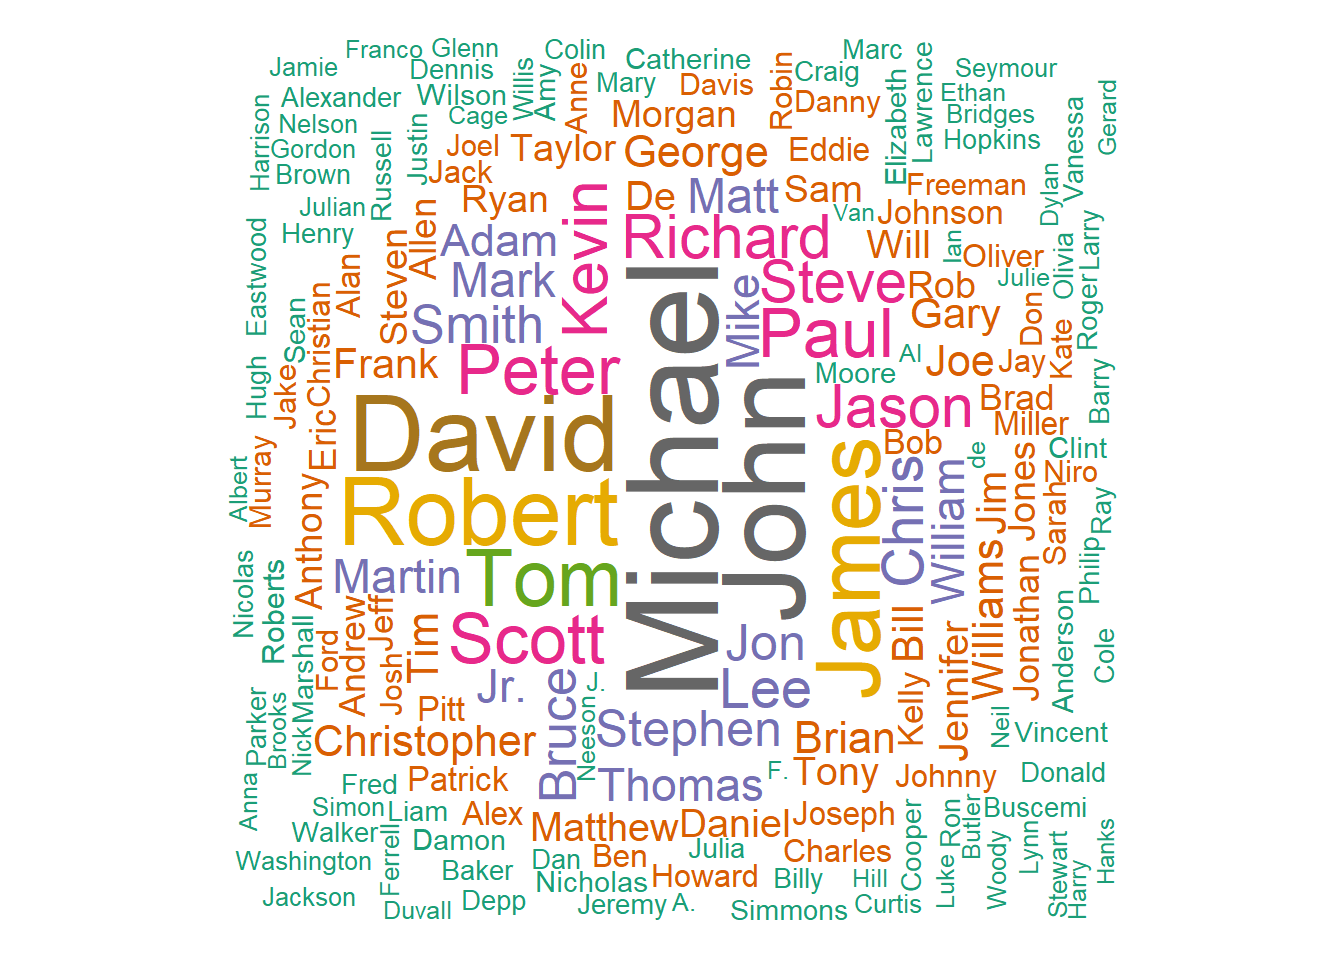 Franco
Glenn
Colin
Marc
Jamie
Dennis
Catherine
Craig
Seymour
Alexander
Wilson
Willis
Amy
Anne
Mary
Davis
Robin
Danny
Elizabeth
Lawrence
Ethan
Bridges
Hopkins
Vanessa
Gerard
Harrison
Nelson
Gordon
Brown
Russell
Justin
Cage
Joel
Jack
Taylor
Morgan
George
Eddie
Freeman
Dylan
Julian
Henry
Allen
Ryan
De
Matt
Sam
Van
Johnson
Ian
Oliver
Olivia
Larry
Eastwood
Sean
Christian
Alan
Steven
Adam
Mark
Smith
Kevin
Richard
Mike
Steve
Will
Rob
Julie
Roger
Hugh
Jake
Frank
Peter
Paul
Gary
Don
Kate
Al
Joe
Jay
Moore
Jason
Brad
Miller
Barry
Albert
Murray
Eric
David
Michael
John
Bob
de
Clint
Niro
Robert
James
Chris
William
Jim
Jones
Sarah
Ray
Anthony
Martin
Tom
Nicolas
Roberts
Marshall
Ford
Andrew
Jeff
Josh
Tim
Scott
Jon
Lee
Bill
Kelly
Jennifer
Williams
Jonathan
Philip
Anderson
Cole
Parker
Brooks
Nick
Pitt
Jr.
Bruce
J.
Neeson
Stephen
Brian
Neil
Vincent
Christopher
Patrick
Thomas
F.
Tony
Johnny
Donald
Anna
Fred
Simon
Liam
Alex
Matthew
Daniel
Joseph
Cooper
Ron
Butler
Buscemi
Walker
Damon
Washington
Ferrell
Baker
Dan
Ben
Julia
Charles
Woody
Lynn
Stewart
Hanks
Nicholas
Howard
Billy
Hill
Luke
Harry
Jackson
Duvall
Depp
Jeremy
A.
Simmons
Curtis